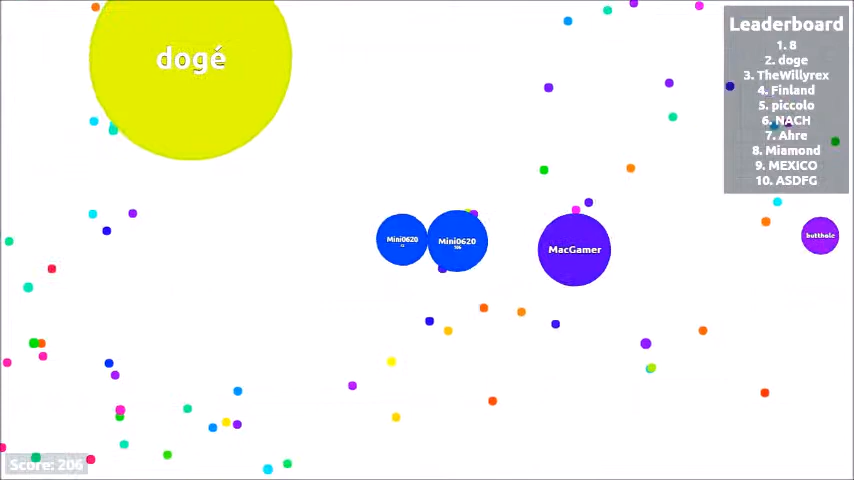 dogé
Leaderboard
1. 8
2. doge
3. TheWillyrex
4. Finland
5. piccolo
6. NACH
7. Ahre
8. Miamond
9. MEXICO
10. ASDFG
Mini0620
Mini0620
MacGamer
butthole
Score: 206